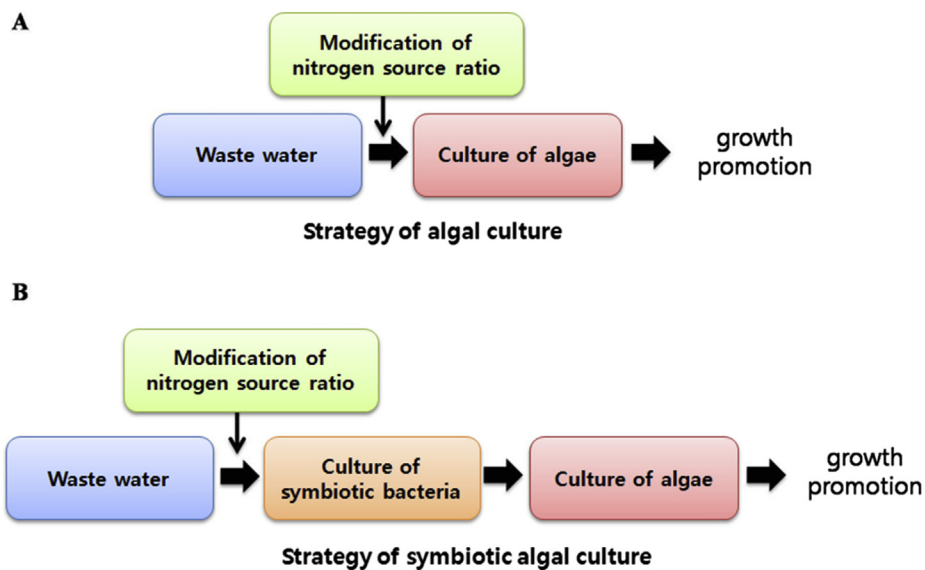 A
Modification of
nitrogen source ratio
Waste water
Culture of algae
growth
promotion
Strategy of algal culture
B
Modification of
nitrogen source ratio
Waste water
Culture of
symbiotic bacteria
Culture of algae
growth
promotion
Strategy of symbiotic algal culture